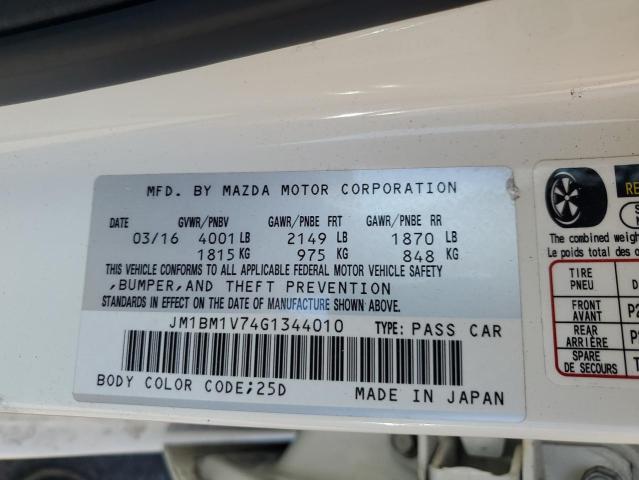 MFD. BY MAZDA MOTOR CORPORATION
DATE GVWR/PNBV GAWR/PNBE FRT GAWR/PNBE RR
03/16 4001 LB 2149 LB 1870 LB
1815 KG 975 KG 848 KG
THIS VEHICLE CONFORMS TO ALL APPLICABLE FEDERAL MOTOR VEHICLE SAFETY
,BUMPER,AND THEFT PREVENTION
STANDARDS IN EFFECT ON THE DATE OF MANUFACTURE SHOWN ABOVE.
JM1BM1V74G1344010 TYPE: PASS CAR
BODY COLOR CODE;25D MADE IN JAPAN
The combined weigh
Le poids total des oc
TIRE
PNEU
FRONT
AVANT
REAR
ARRIÈRE
SPARE
DE SECOURS